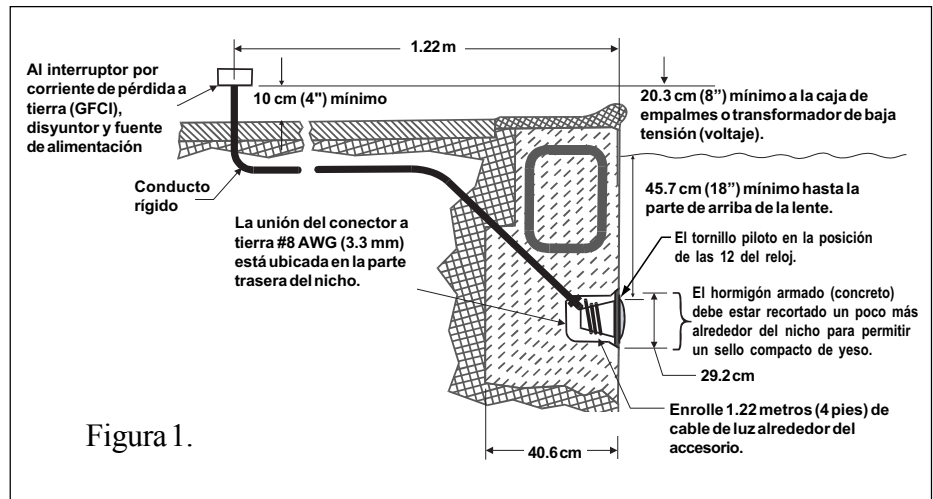 1.22 m
Al interruptor por
corriente de pérdida a
tierra (GFCI),
disyuntor y fuente
de alimentación
10 cm (4") mínimo
20.3 cm (8”) mínimo a la caja de
empalmes o transformador de baja
tensión (voltaje).
Conducto
rígido
45.7 cm (18”) mínimo hasta la
parte de arriba de la lente.
La unión del conector a
tierra #8 AWG (3.3 mm)
está ubicada en la parte
trasera del nicho.
El tornillo piloto en la posición
de las 12 del reloj.
El hormigón armado (concreto)
debe estar recortado un poco más
alrededor del nicho para permitir
un sello compacto de yeso.
29.2 cm
Enrolle 1.22 metros (4 pies) de
cable de luz alrededor del
accesorio.
40.6 cm
Figura 1.